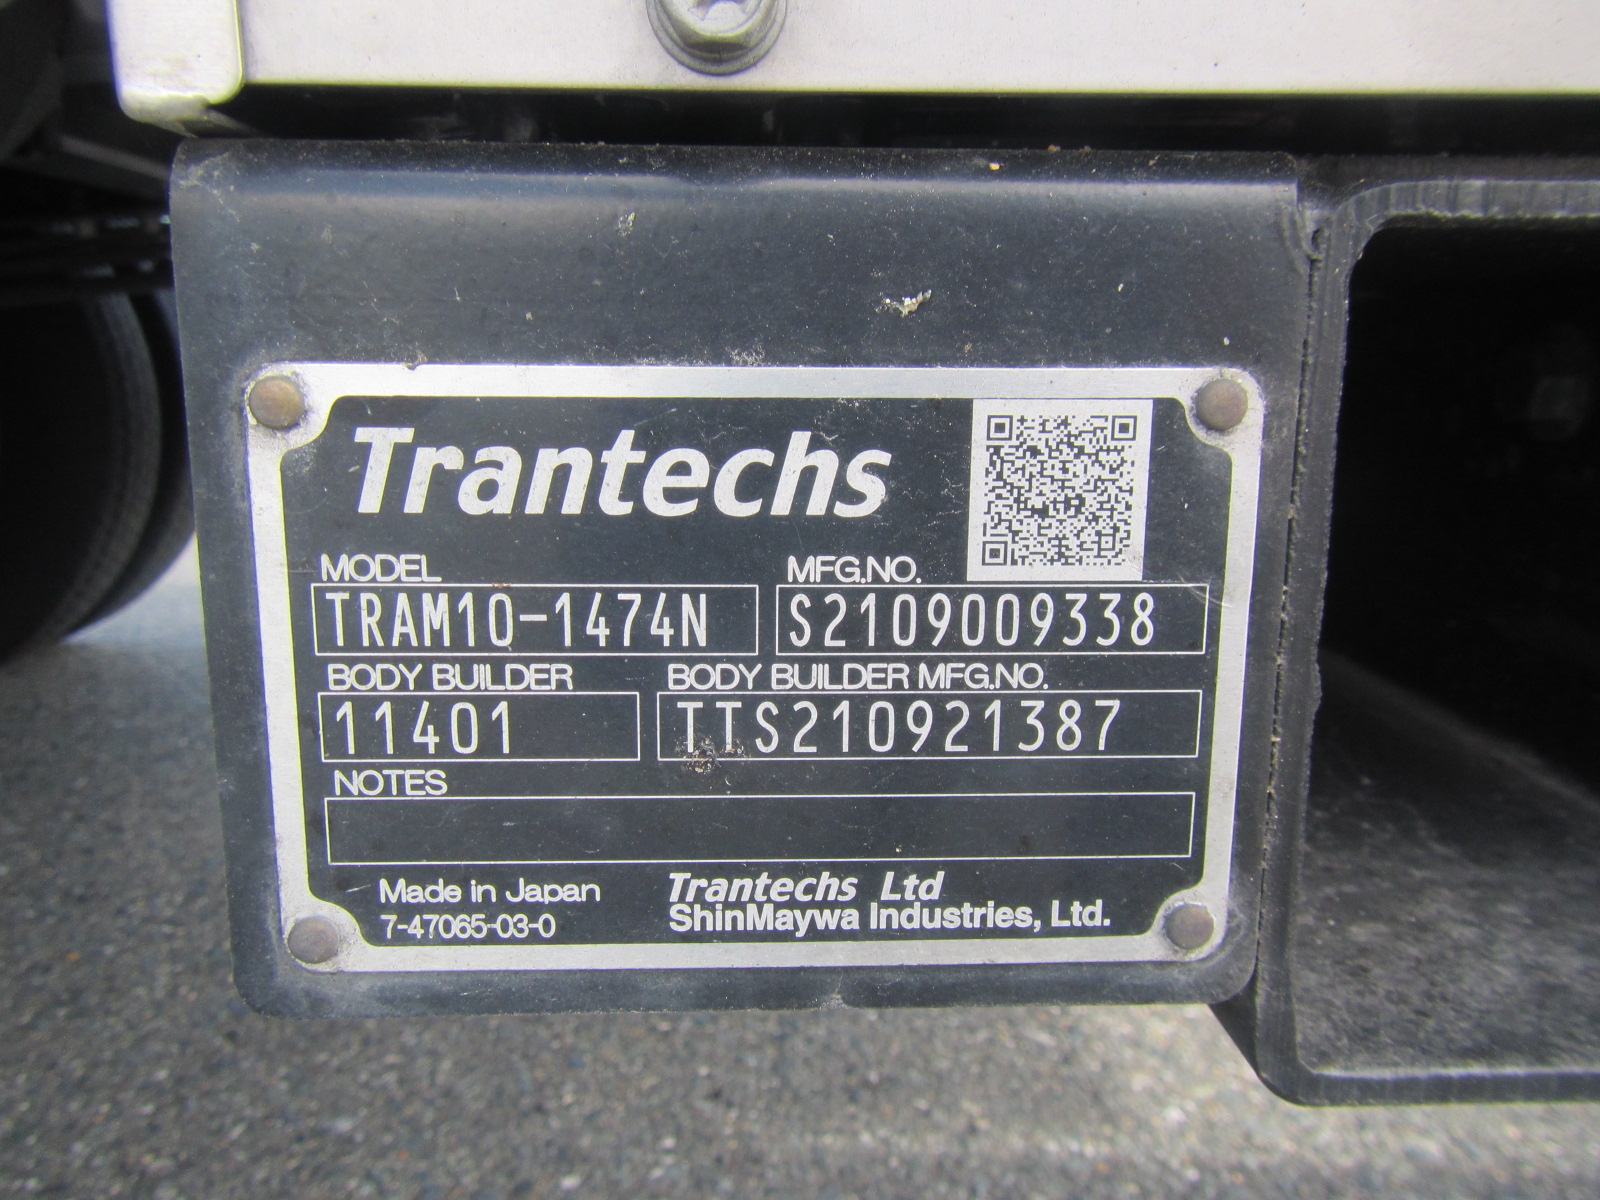 Trantechs
MODEL
MFG.NO.
TRAM10-1474N
S2109009338
BODY BUILDER
BODY BUILDER MFG.NO.
11401
TTS210921387
NOTES
Made in Japan
Trantechs Ltd
7-47065-03-0
ShinMaywa Industries, Ltd.